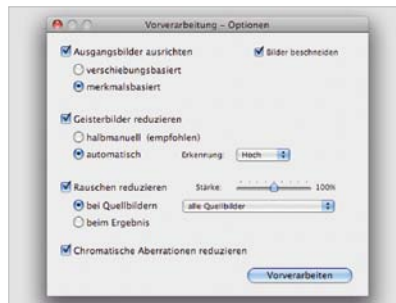 Vorverarbeitung – Optionen
Ausgangsbilder ausrichten
Bilder beschneiden
verschiebungsbasiert
merkmalsbasiert
Geisterbilder reduzieren
halbmanuell (empfohlen)
automatisch Erkennung: Hoch
Rauschen reduzieren Stärke: 100%
bei Quellbildern alle Quellbilder
beim Ergebnis
Chromatische Aberrationen reduzieren
Vorverarbeiten